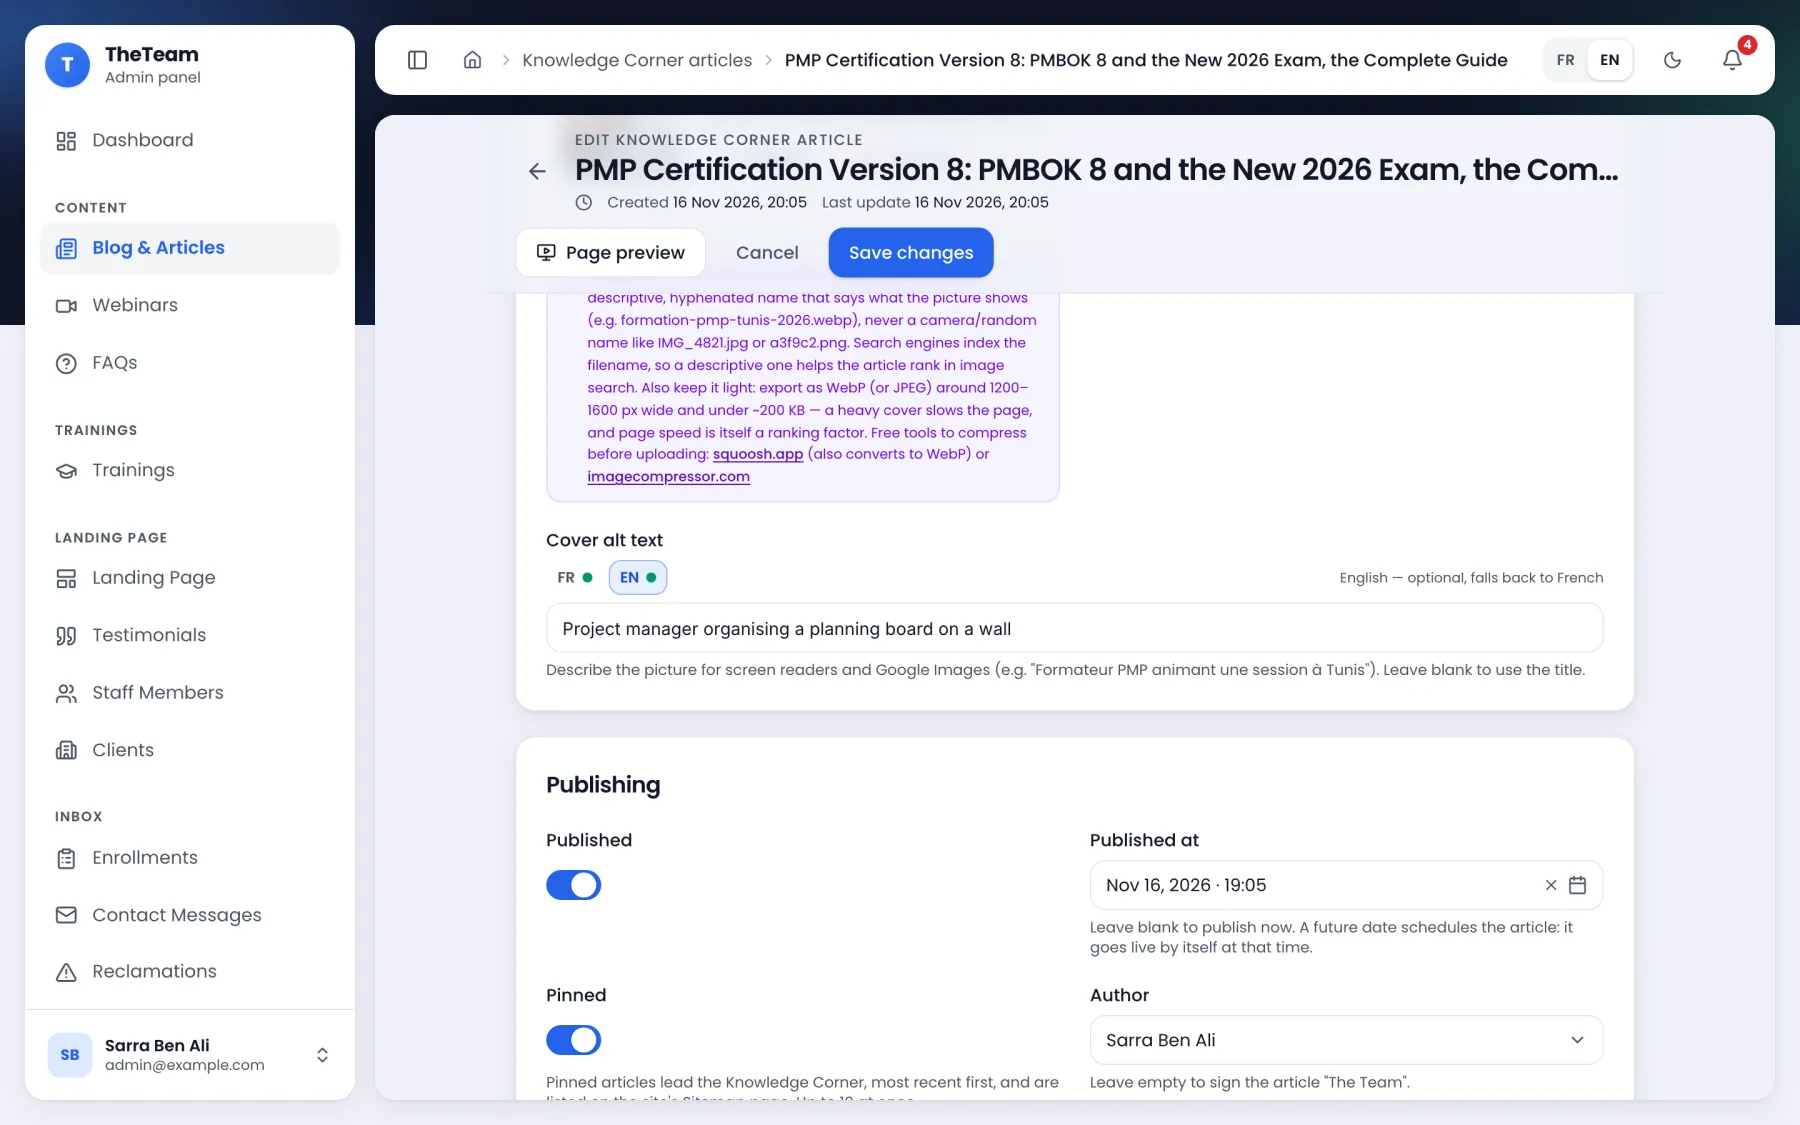 T
TheTeam
Admin panel
Dashboard
CONTENT
Blog & Articles
Webinars
FAQs
TRAININGS
Trainings
LANDING PAGE
Landing Page
Testimonials
Staff Members
Clients
INBOX
Enrollments
Contact Messages
Reclamations
SB
Sarra Ben Ali
admin@example.com
Knowledge Corner articles
PMP Certification Version 8: PMBOK 8 and the New 2026 Exam, the Complete Guide
FR EN
4
EDIT KNOWLEDGE CORNER ARTICLE
PMP Certification Version 8: PMBOK 8 and the New 2026 Exam, the Com...
Created 16 Nov 2026, 20:05 Last update 16 Nov 2026, 20:05
Page preview Cancel Save changes
descriptive, hyphenated name that says what the picture shows
(e.g. formation-pmp-tunis-2026.webp), never a camera/random
name like IMG_4821.jpg or a3f9c2.png. Search engines index the
filename, so a descriptive one helps the article rank in image
search. Also keep it light: export as WebP (or JPEG) around 1200–
1600 px wide and under ~200 KB — a heavy cover slows the page,
and page speed is itself a ranking factor. Free tools to compress
before uploading: squoosh.app (also converts to WebP) or
imagecompressor.com
Cover alt text
FR EN
English — optional, falls back to French
Project manager organising a planning board on a wall
Describe the picture for screen readers and Google Images (e.g. "Formateur PMP animant une session à Tunis"). Leave blank to use the title.
Publishing
Published
Published at
Nov 16, 2026 · 19:05
Leave blank to publish now. A future date schedules the article: it
goes live by itself at that time.
Pinned
Author
Sarra Ben Ali
Pinned articles lead the Knowledge Corner, most recent first, and are
listed on the site's Sitemap page. Up to 10 at once.
Leave empty to sign the article "The Team".